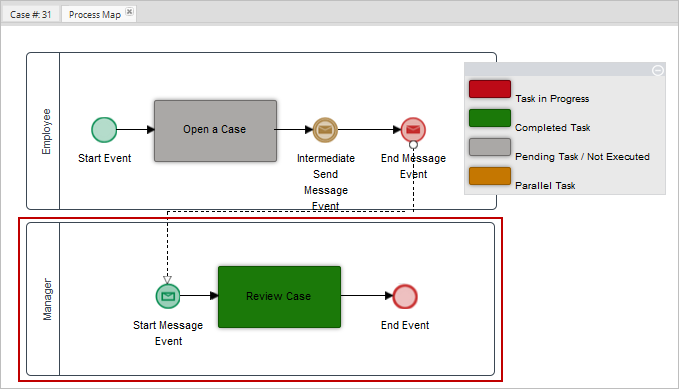 Case #: 31
Process Map
Employee
Start Event
Open a Case
Intermediate
Send
Message
Event
End Message
Event
Task in Progress
Completed Task
Pending Task / Not Executed
Parallel Task
Manager
Start Message
Event
Review Case
End Event